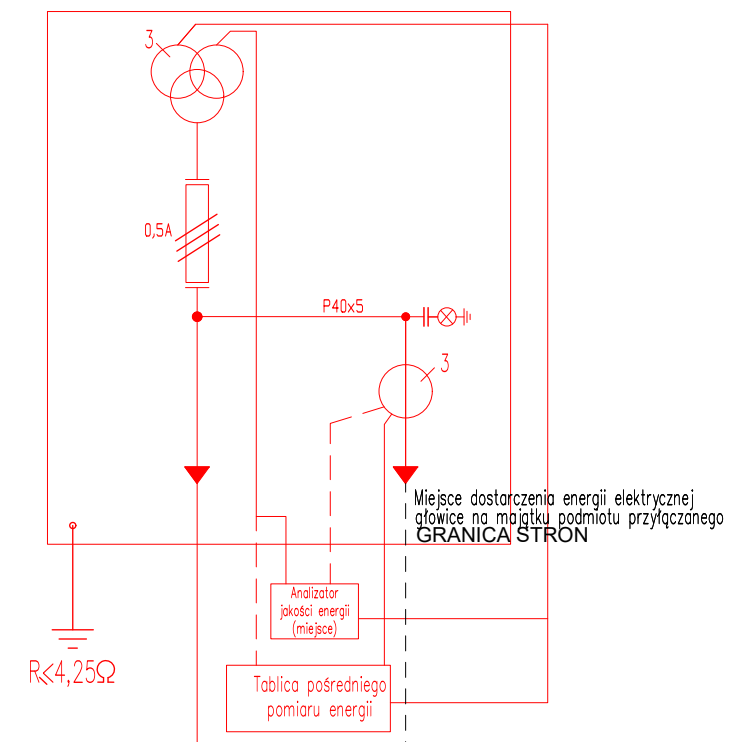 3
0,5A
P40x5
3
Miejsce dostarczenia energii elektrycznej
głowice na majątku podmiotu przyłączanego
GRANICA STRON
Analizator
jakości energii
(miejsce)
R≪4,25Ω
Tablica pośredniego
pomiaru energii